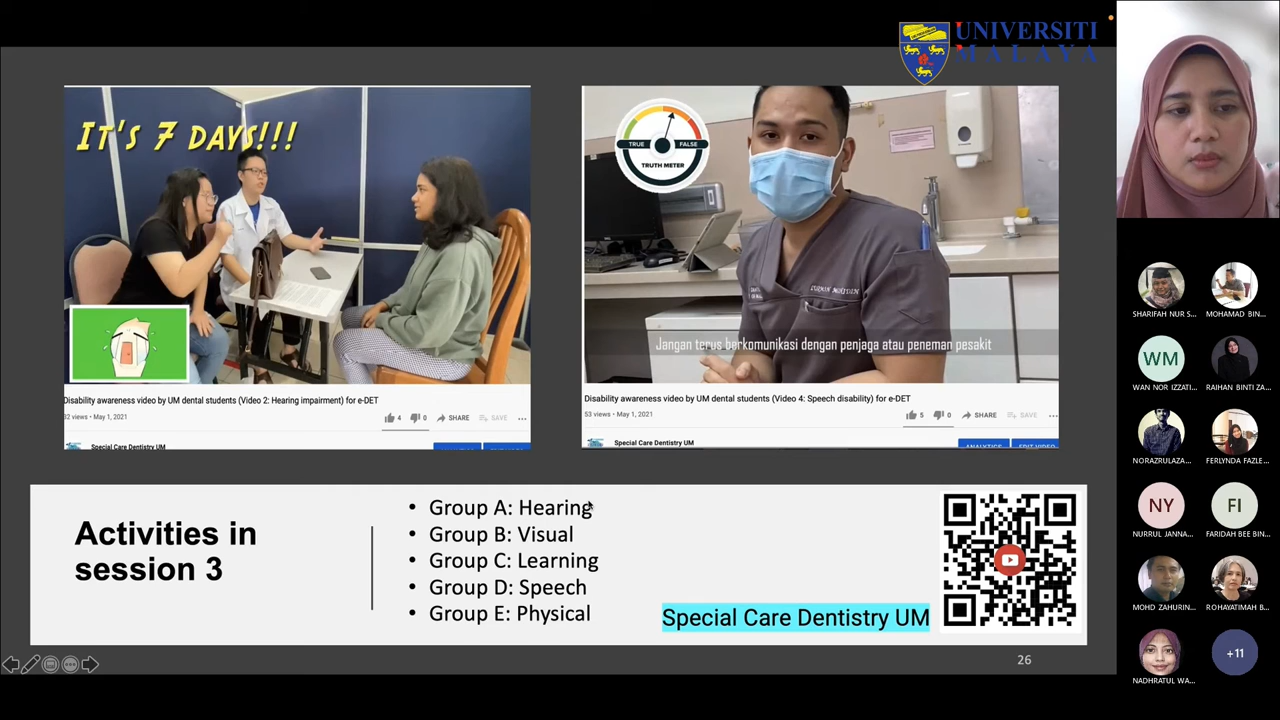 UNIVERSITI
MALAYA
IT'S 7 DAYS!!!
TRUE
FALSE
TRUTH METER
Jangan terus berkomunikasi dengan penjaga atau peneman pesakit
Disability awareness video by UM dental students (Video 2: Hearing impairment) for e-DET
32 views • May 1, 2021
4
0
SHARE
SAVE
Special Care Dentistry UM
Disability awareness video by UM dental students (Video 4: Speech disability) for e-DET
53 views • May 1, 2021
5
0
SHARE
SAVE
Special Care Dentistry UM
ANALYTICS
EDIT VIDEO
Activities in
session 3
• Group A: Hearing
• Group B: Visual
• Group C: Learning
• Group D: Speech
• Group E: Physical
Special Care Dentistry UM
26
SHARIFAH NUR S...
MOHAMAD BIN...
WM
WAN NOR IZZATI...
RAIHAN BINTI ZA...
NORAZRULAZA...
FERLYNDA FAZLE...
NY
FI
NURRUL JANNA...
FARIDAH BEE BIN...
MOHD ZAHURIN...
ROHAYATIMAH B...
NADHRATUL WA...
+11